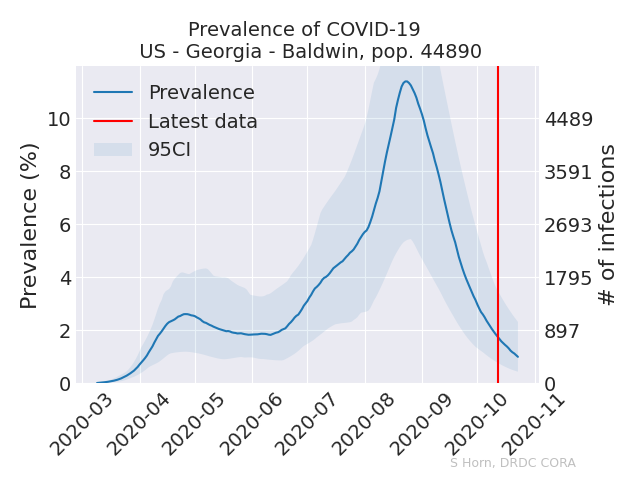 Prevalence of COVID-19
US - Georgia - Baldwin, pop. 44890
Prevalence
Latest data
95CI
Prevalence (%)
10
8
6
4
2
0
4489
3591
2693
1795
897
0
# of infections
2020-03
2020-04
2020-05
2020-06
2020-07
2020-08
2020-09
2020-10
2020-11
S Horn, DRDC CORA